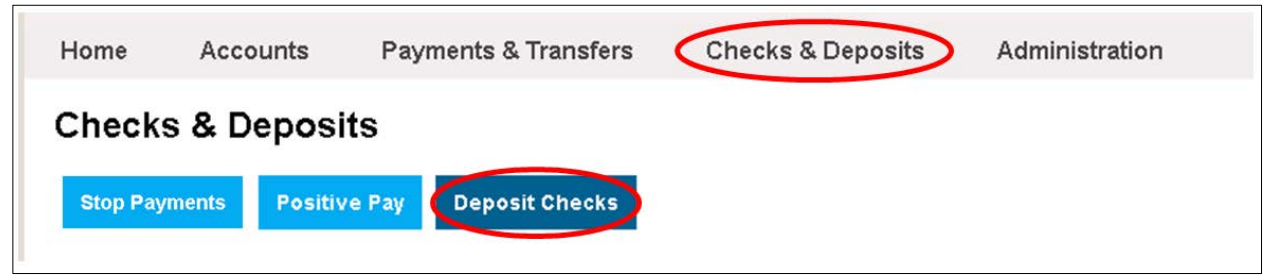 Home Accounts Payments & Transfers Checks & Deposits Administration
Checks & Deposits
Stop Payments Positive Pay Deposit Checks